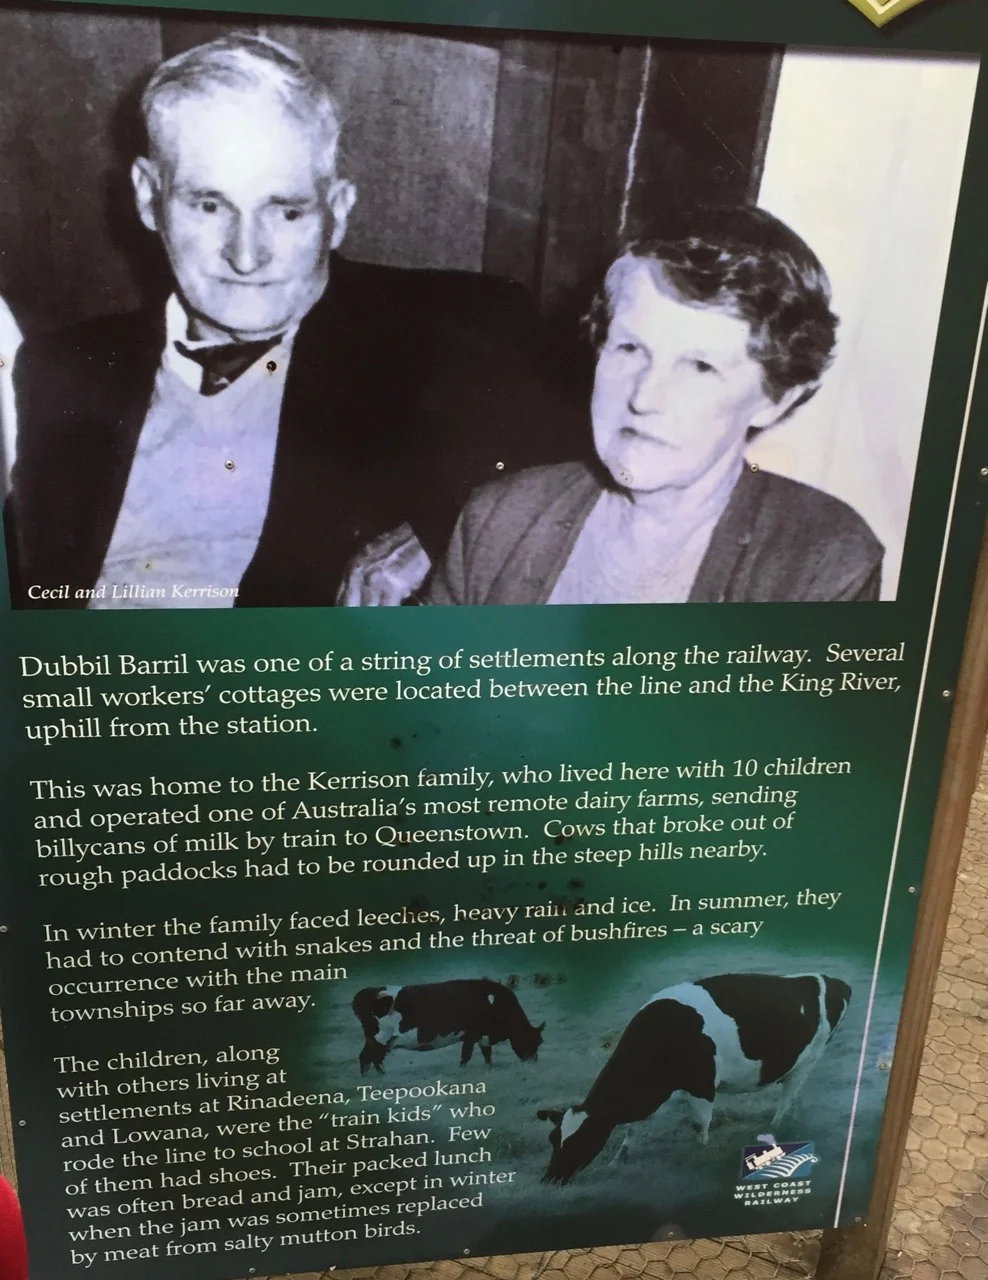 Cecil and Lillian Kerrison
Dubbil Barril was one of a string of settlements along the railway. Several
small workers' cottages were located between the line and the King River,
uphill from the station.
This was home to the Kerrison family, who lived here with 10 children
and operated one of Australia's most remote dairy farms, sending
billycans of milk by train to Queenstown. Cows that broke out of
rough paddocks had to be rounded up in the steep hills nearby.
In winter the family faced leeches, heavy rain and ice. In summer, they
had to contend with snakes and the threat of bushfires – a scary
occurrence with the main
townships so far away.
The children, along
with others living at
settlements at Rinadeena, Teepookana
and Lowana, were the "train kids" who
rode the line to school at Strahan. Few
of them had shoes. Their packed lunch
was often bread and jam, except in winter
when the jam was sometimes replaced
by meat from salty mutton birds.
WEST COAST
WILDERNESS
RAILWAY